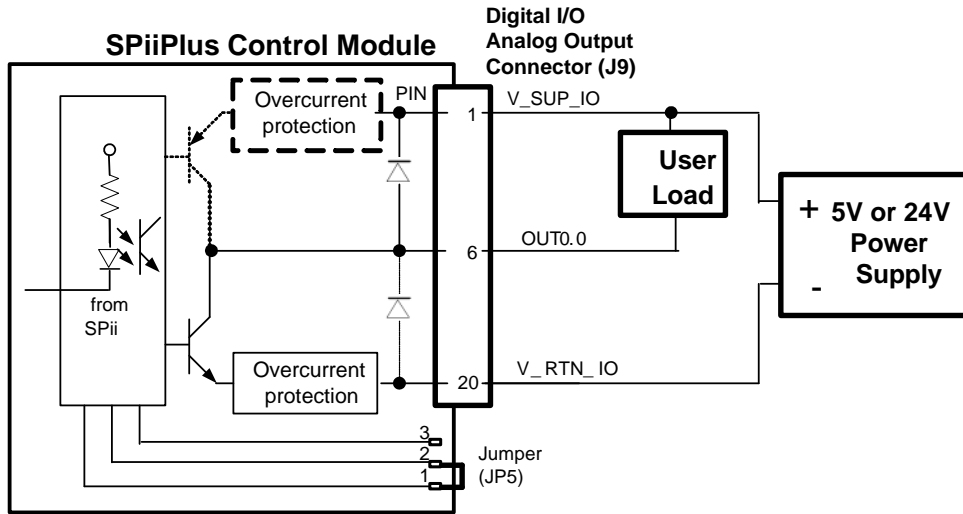 Digital I/O
Analog Output
Connector (J9)
SPiiPlus Control Module
Overcurrent
protection
PIN
1
V_SUP_IO
User
Load
+ 5V or 24V
Power
Supply
-
6
OUT0.0
from
SPii
Overcurrent
protection
20
V_RTN_IO
3
2
1
Jumper
(JP5)